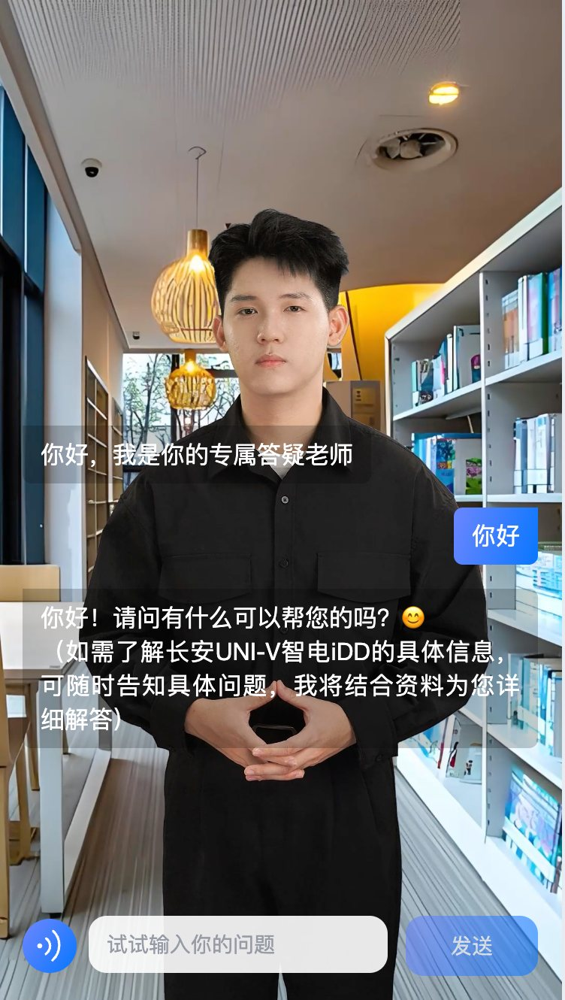 你好，我是你的专属答疑老师
你好
你好！请问有什么可以帮您的吗？😊
（如需了解长安UNI-V智电iDD的具体信息，
可随时告知具体问题，我将结合资料为您详
细解答）
试试输入你的问题
发送